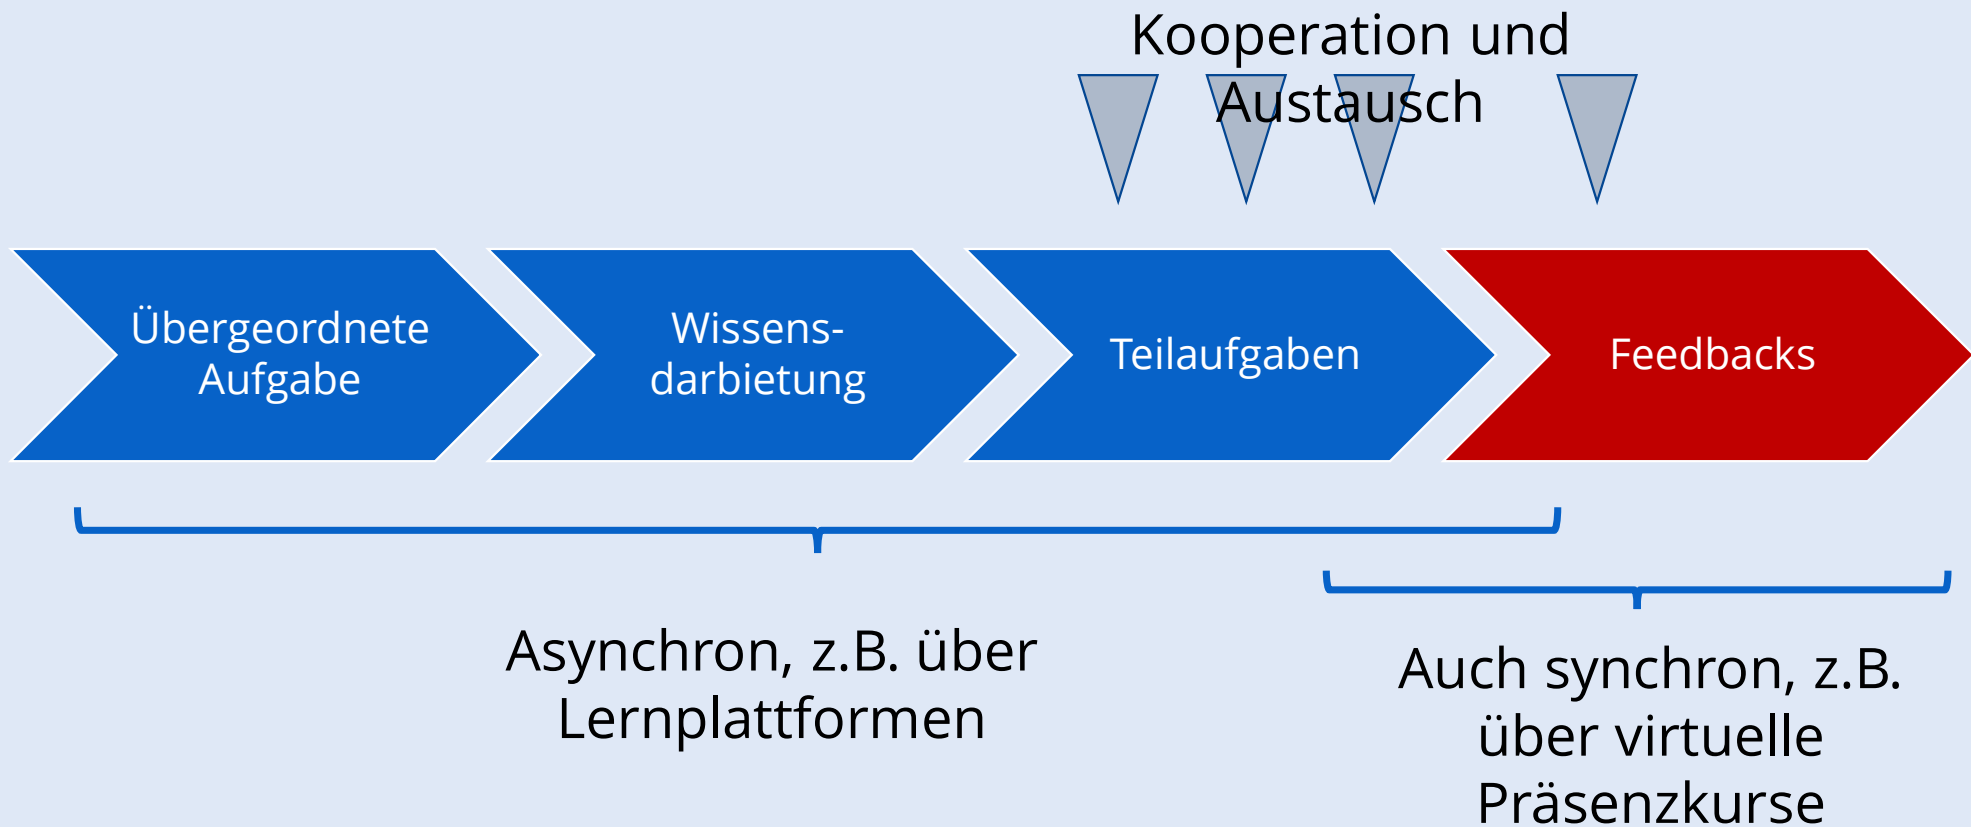 Kooperation und
Austausch
Übergeordnete
Aufgabe
Wissens-
darbietung
Teilaufgaben
Feedbacks
Asynchron, z.B. über
Lernplattformen
Auch synchron, z.B.
über virtuelle
Präsenzkurse